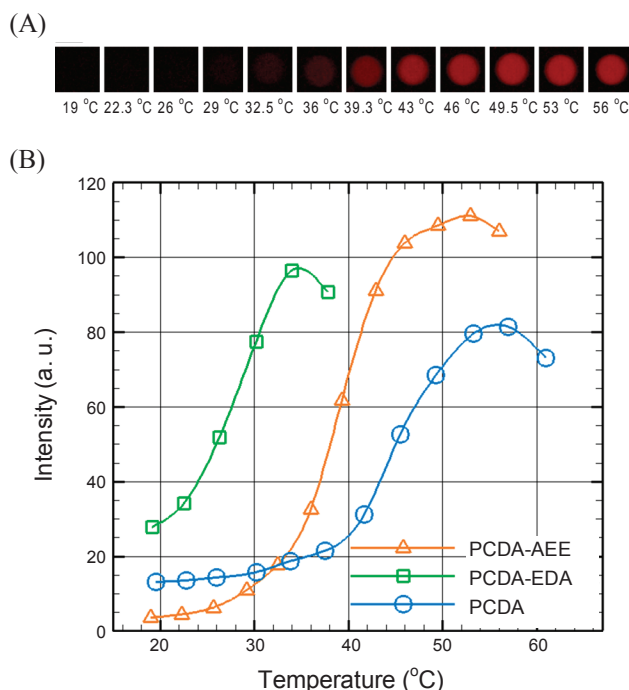 (A)
19 °C 22.3 °C 26 °C 29 °C 32.5 °C 36 °C 39.3 °C 43 °C 46 °C 49.5 °C 53 °C 56 °C
(B)
120
100
80
60
40
20
0
Intensity (a. u.)
PCDA-AEE
PCDA-EDA
PCDA
20 30 40 50 60
Temperature (°C)